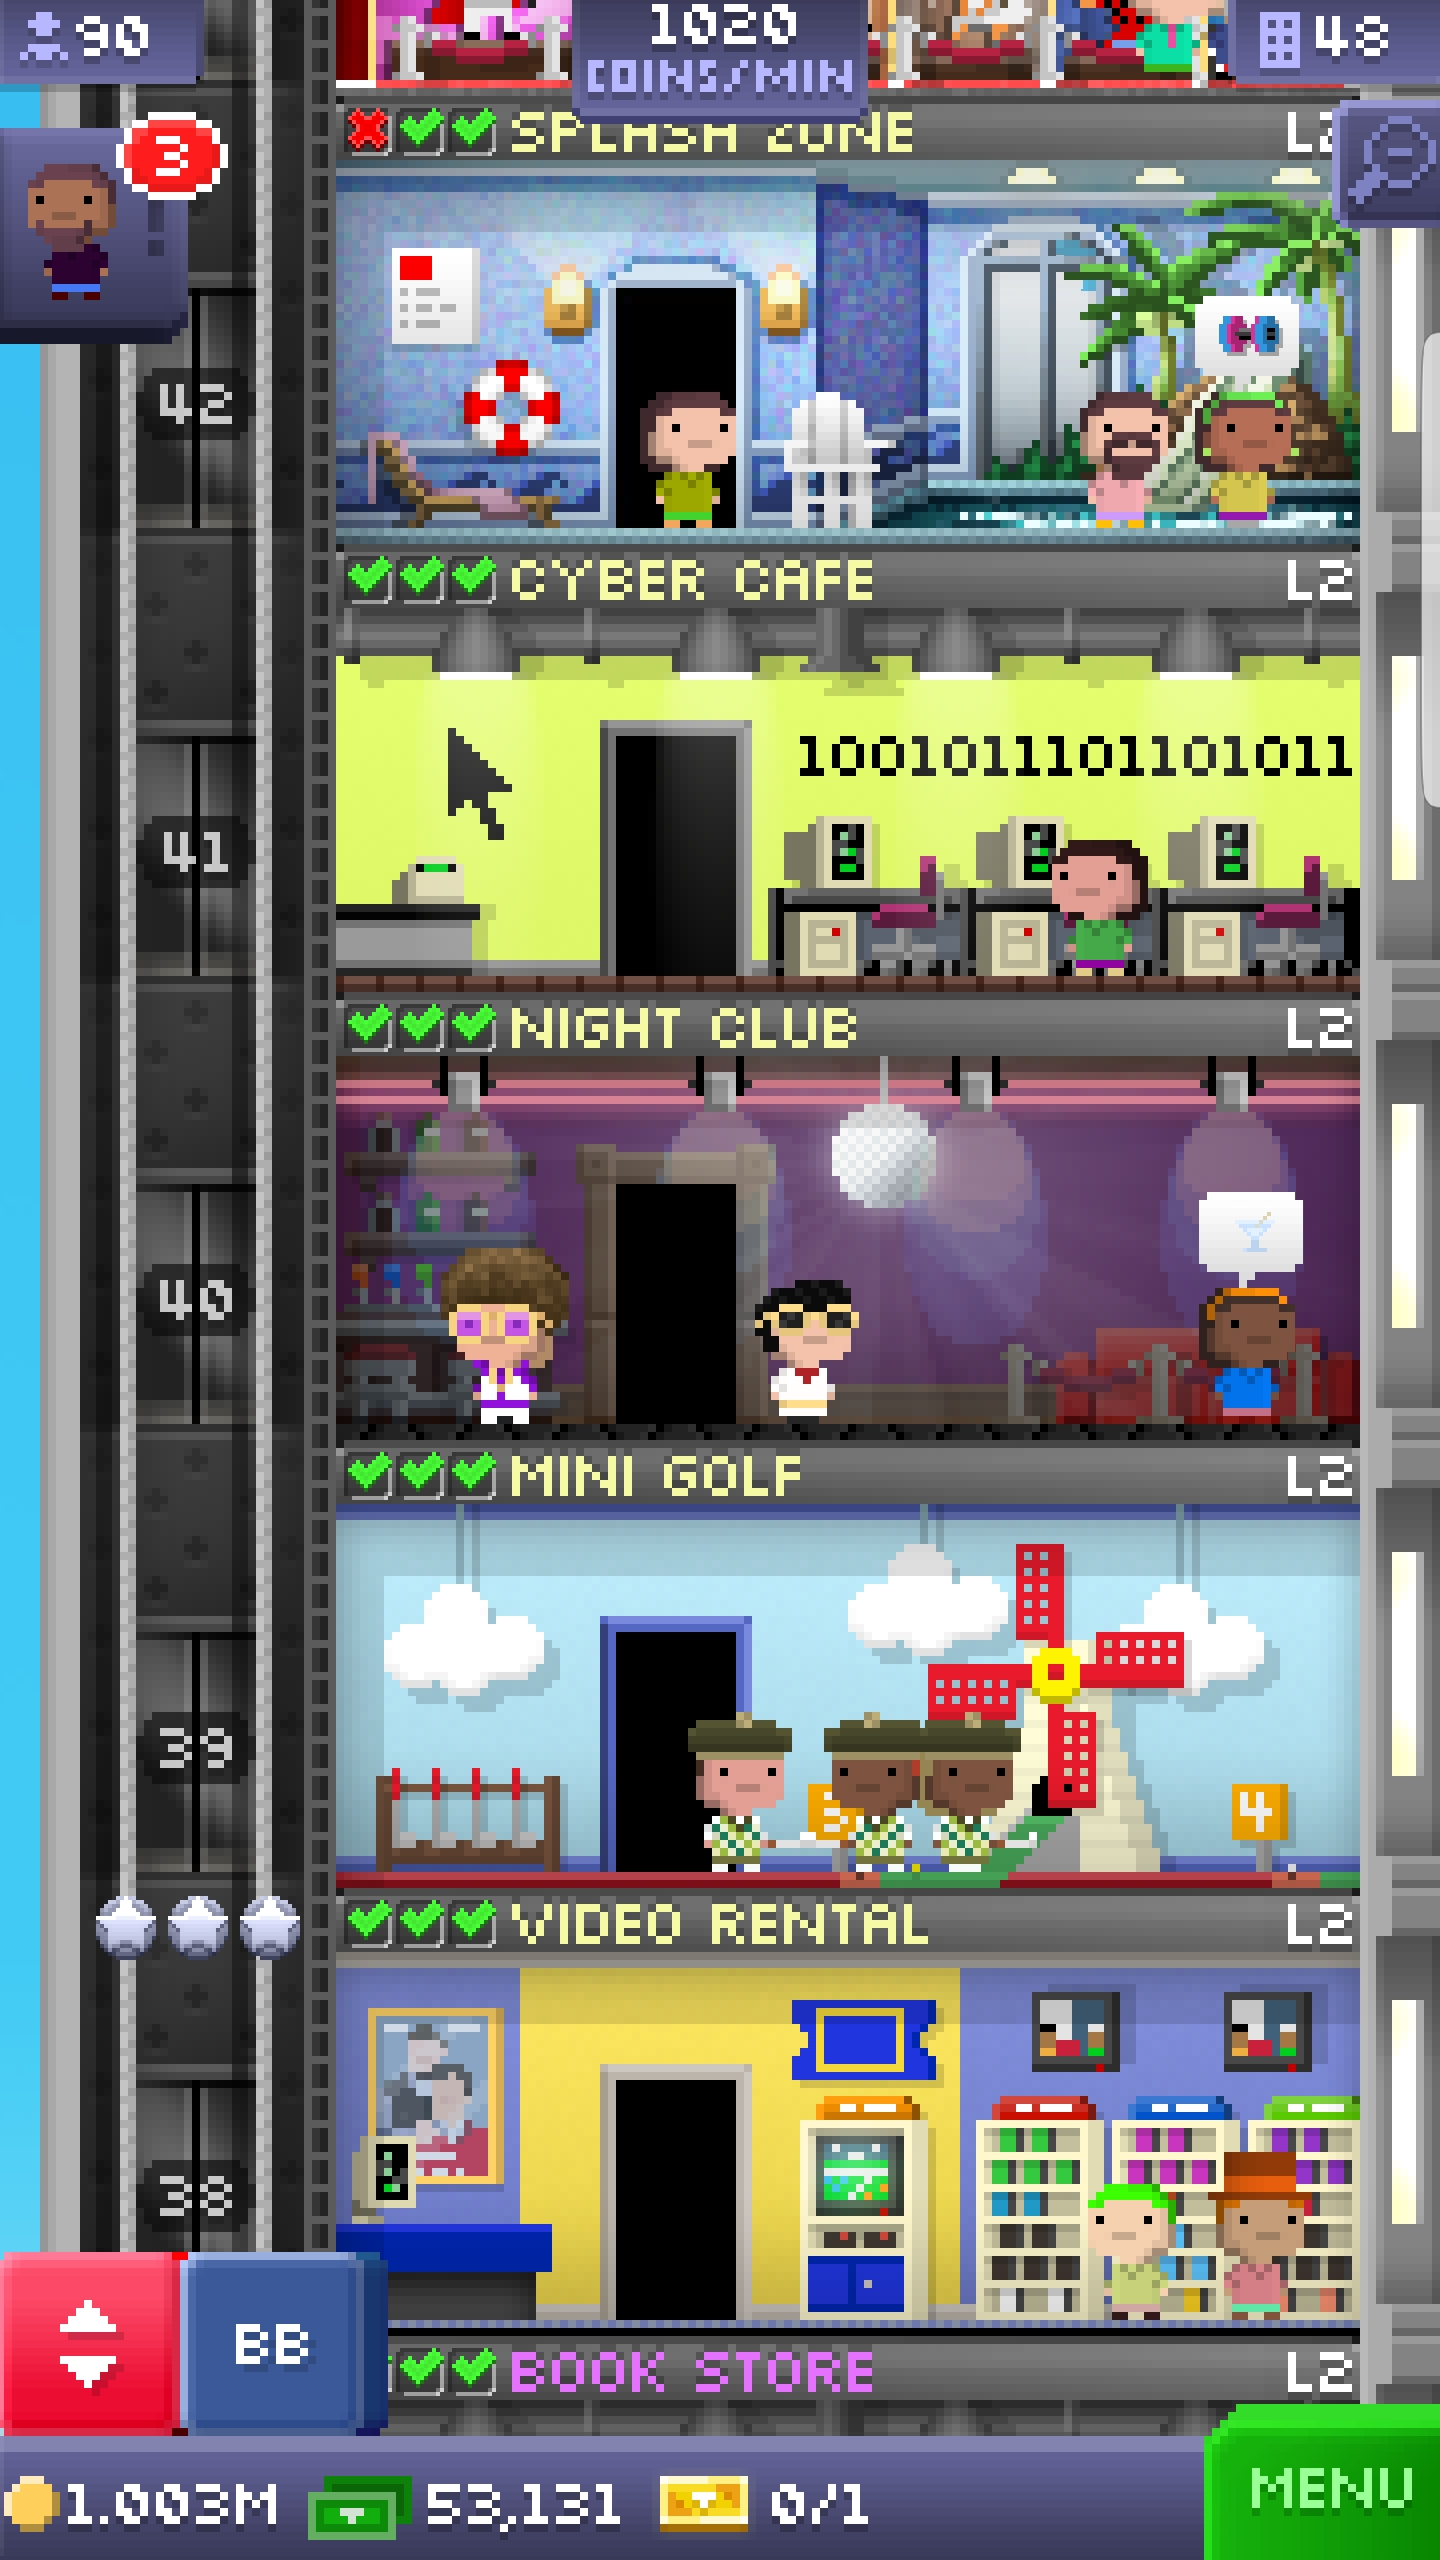 90
1020
48
COINS/MIN
3
SPLASH ZONE
L2
42
CYBER CAFE
L2
1001011101101011
41
NIGHT CLUB
L2
40
MINI GOLF
L2
39
4
VIDEO RENTAL
L2
38
BB
BOOK STORE
L2
1.003M
53,131
0/1
MENU